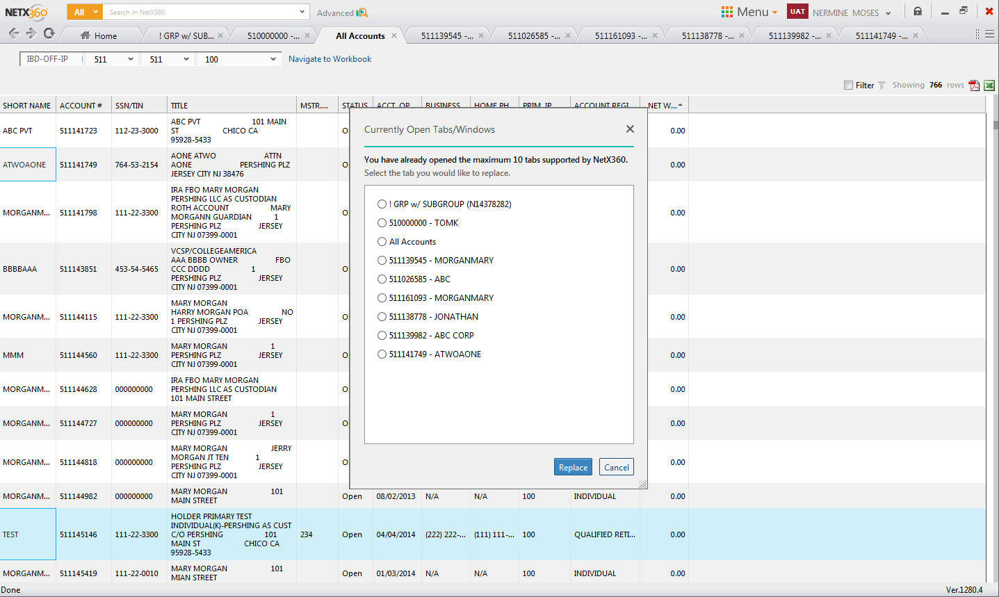 NETX360
All
Search in NetX360
Advanced
Menu
UAT
NERMINE MOSES
Home
! GRP w/ SUB...
510000000 -...
All Accounts
511139545 -...
511026585 -...
511161093 -...
511138778 -...
511139982 -...
511141749 -...
IBD-OFF-IP
511
511
100
Navigate to Workbook
Filter
Showing 766 rows
SHORT NAME ACCOUNT # SSN/TIN TITLE MSTR.... STATUS ACCT. OP BUSINESS HOME PH PRIM. IP ACCOUNT REGI NET W...
ABC PVT 511141723 112-23-3000 ABC PVT 101 MAIN
ST CHICO CA
95928-5433
O
0.00
ATWOAONE 511141749 764-53-2154 AONE ATWO ATTN
AONE PERSHING PLZ
JERSEY CITY NJ 38476
O
0.00
MORGANM... 511141798 111-22-3300 IRA FBO MARY MORGAN
PERSHING LLC AS CUSTODIAN
ROTH ACCOUNT MARY
MORGANN GUARDIAN 1
PERSHING PLZ JERSEY
CITY NJ 07399-0001
O
0.00
BBBBAAA 511143851 453-54-5465 VCSP/COLLEGEAMERICA
AAA BBBB OWNER FBO
CCC DDDD 1
PERSHING PLZ JERSEY
CITY NJ 07399-0001
O
0.00
MORGANM... 511144115 111-22-3300 MARY MORGAN
HARRY MORGAN POA NO
1 PERSHING PLZ JERSEY
CITY NJ 07399-0001
O
0.00
MMM 511144560 111-22-3300 MARY MORGAN 1
PERSHING PLZ JERSEY
CITY NJ 07399-0001
O
0.00
MORGANM... 511144628 000000000 IRA FBO MARY MORGAN
PERSHING LLC AS CUSTODIAN
101 MAIN STREET
O
0.00
MORGANM... 511144727 000000000 MARY MORGAN 1
PERSHING PLZ JERSEY
CITY NJ 07399-0001
O
0.00
MORGANM... 511144818 000000000 MARY MORGAN JERRY
MORGAN JT TEN 1
PERSHING PLZ JERSEY
CITY NJ 07399-0001
O
0.00
MORGANM... 511144982 000000000 MARY MORGAN 101
MAIN STREET
Open 08/02/2013 N/A N/A 100 INDIVIDUAL 0.00
TEST 511145146 111-22-3300 HOLDER PRIMARY TEST
INDIVIDUAL(K)-PERSHING AS CUST
C/O PERSHING 101
MAIN ST CHICO CA
95928-5433
234 Open 04/04/2014 (222) 222-... (111) 111-... 100 QUALIFIED RETI... 0.00
MORGANM... 511145419 111-22-0010 MARY MORGAN 101
MIAN STREET
Open 01/03/2014 N/A N/A 100 INDIVIDUAL 0.00
Currently Open Tabs/Windows
You have already opened the maximum 10 tabs supported by NetX360.
Select the tab you would like to replace.
! GRP w/ SUBGROUP (N14378282)
510000000 - TOMK
All Accounts
511139545 - MORGANMARY
511026585 - ABC
511161093 - MORGANMARY
511138778 - JONATHAN
511139982 - ABC CORP
511141749 - ATWOAONE
Replace
Cancel
Done
Ver.1280.4